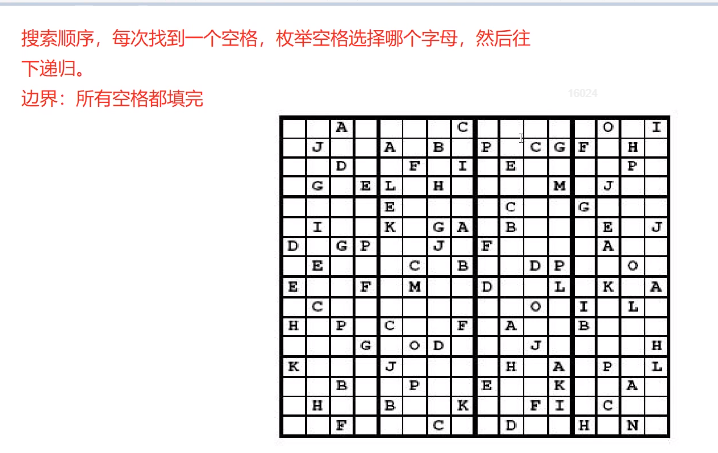 搜索顺序，每次找到一个空格，枚举空格选择哪个字母，然后往
下递归。
边界：所有空格都填完
16824
A C O I
J A B P C G F H
D F I E P
G E L H M J
E C G
I K G A B E J
D G P J F A
E C B D P O
E F M D L K A
C O I L
H P C F A B
G O D J H
K J H A P L
B P E K A
H B K F I C
F C D H N